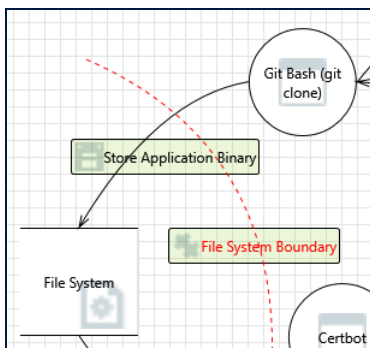 Git Bash (git
clone)
Store Application Binary
File System Boundary
File System
Certbot